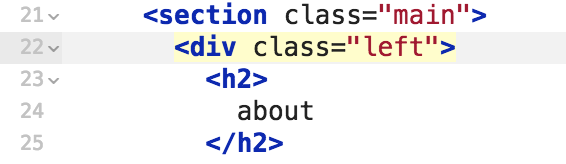 21 <section class="main">
22 <div class="left">
23 <h2>
24 about
25 </h2>